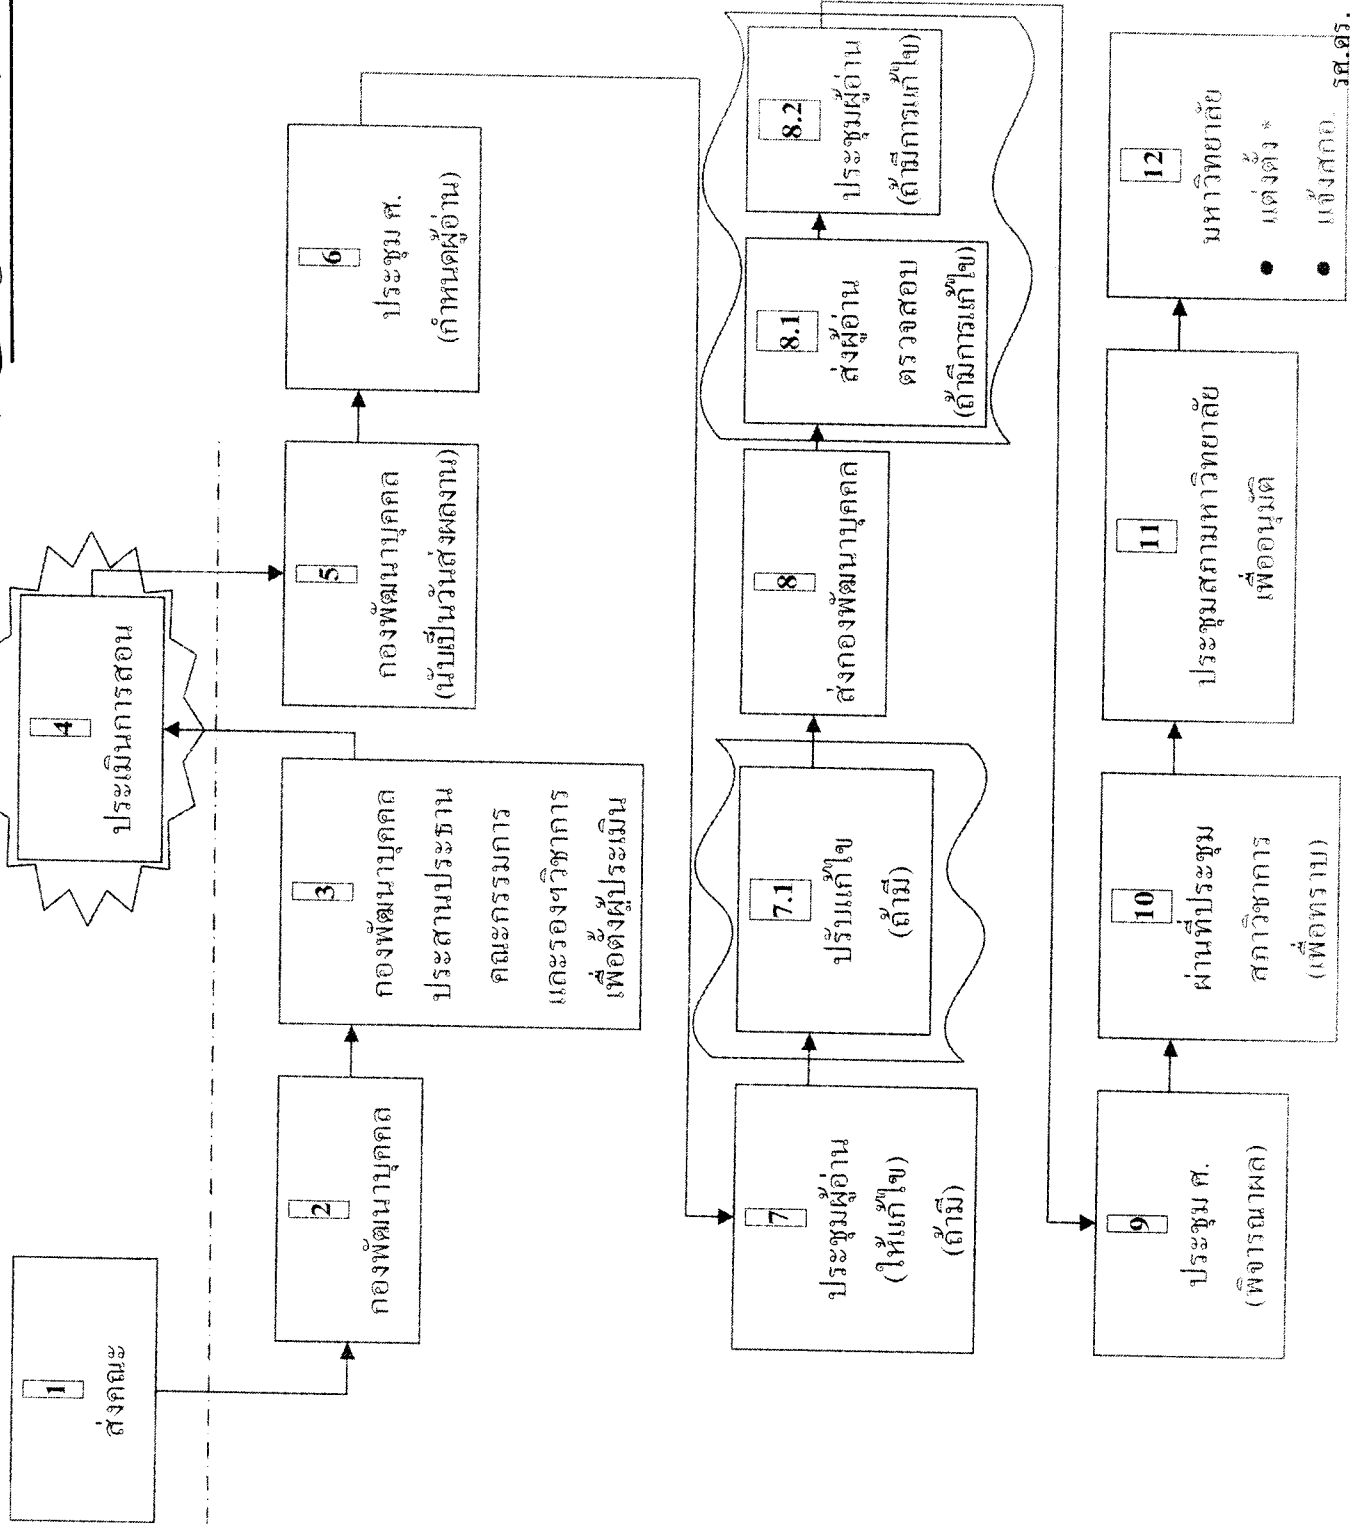 1
ส่งคณะ
2
กองพัฒนาบุคคล
3
กองพัฒนาบุคคล
ประสานประธาน
คณะกรรมการ
และรองฯวิชาการ
เพื่อตั้งผู้ประเมิน
4
ประเมินการสอน
5
กองพัฒนาบุคคล
(นับเป็นวันส่งผลงาน)
6
ประชุม ศ.
(กำหนดผู้อ่าน)
7
ประชุมผู้อ่าน
(ให้แก้ไข)
(ถ้ามี)
7.1
ปรับแก้ไข
(ถ้ามี)
8
ส่งกองพัฒนาบุคคล
8.1
ส่งผู้อ่าน
ตรวจสอบ
(ถ้ามีการแก้ไข)
8.2
ประชุมผู้อ่าน
(ถ้ามีการแก้ไข)
9
ประชุม ศ.
(พิจารณาผล)
10
ผ่านที่ประชุม
สภาวิชาการ
(เพื่อทราบ)
11
ประชุมสภามหาวิทยาลัย
เพื่ออนุมัติ
12
มหาวิทยาลัย
● แต่งตั้ง *
● แจ้งสกอ.
รศ.ดร.